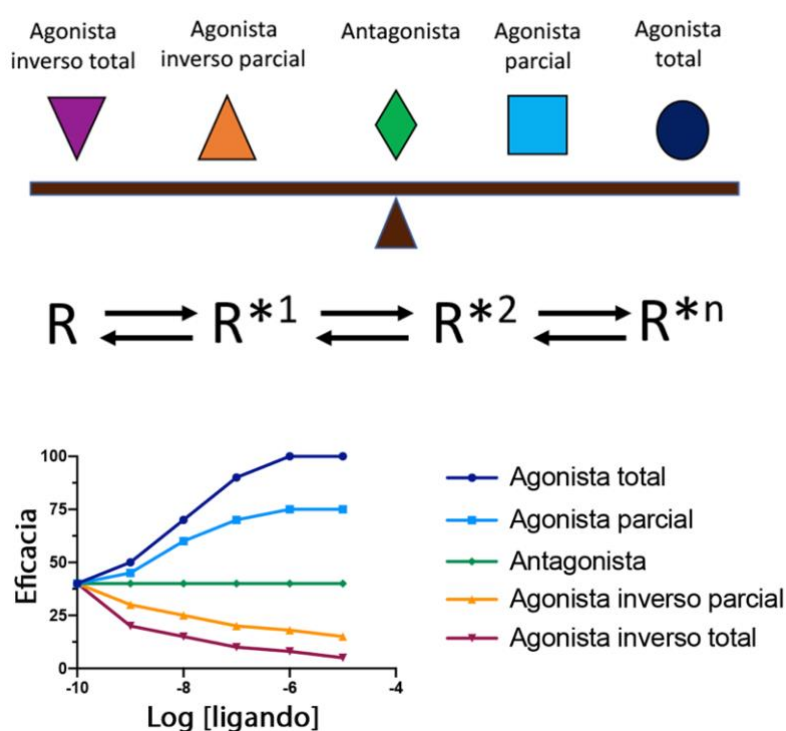 Agonista
inverso total
Agonista
inverso parcial
Antagonista
Agonista
parcial
Agonista
total
R R*1 R*2 R*n
Eficacia
100
75
50
25
0
-10 -8 -6 -4
Log [ligando]
Agonista total
Agonista parcial
Antagonista
Agonista inverso parcial
Agonista inverso total